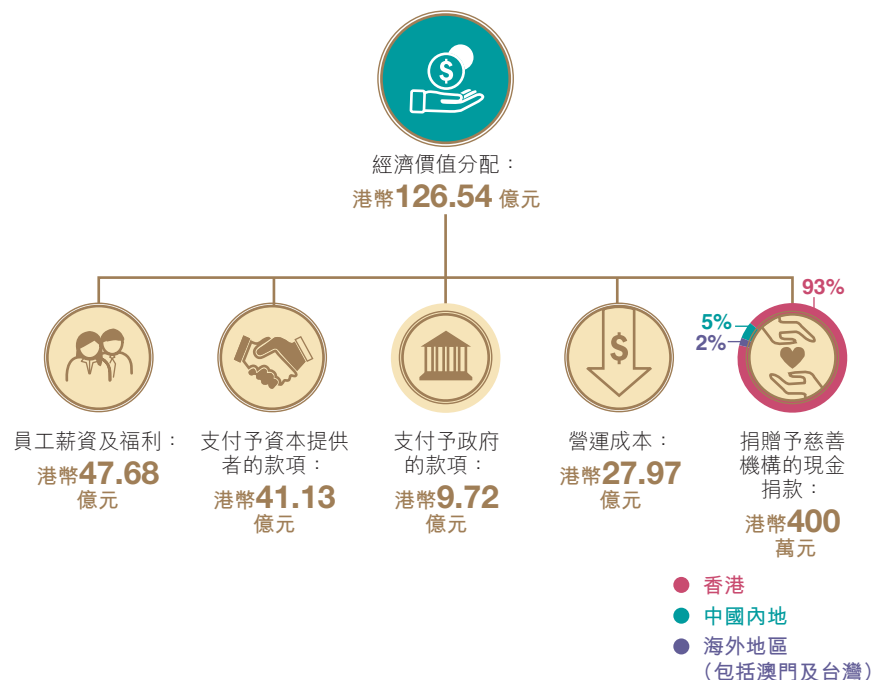 $
經濟價值分配：
港幣126.54 億元
93%
5%
2%
$
員工薪資及福利：
港幣47.68
億元
支付予資本提供
者的款項：
港幣41.13
億元
支付予政府
的款項：
港幣9.72
億元
營運成本：
港幣27.97
億元
捐贈予慈善
機構的現金
捐款：
港幣400
萬元
香港
中國內地
海外地區
（包括澳門及台灣）